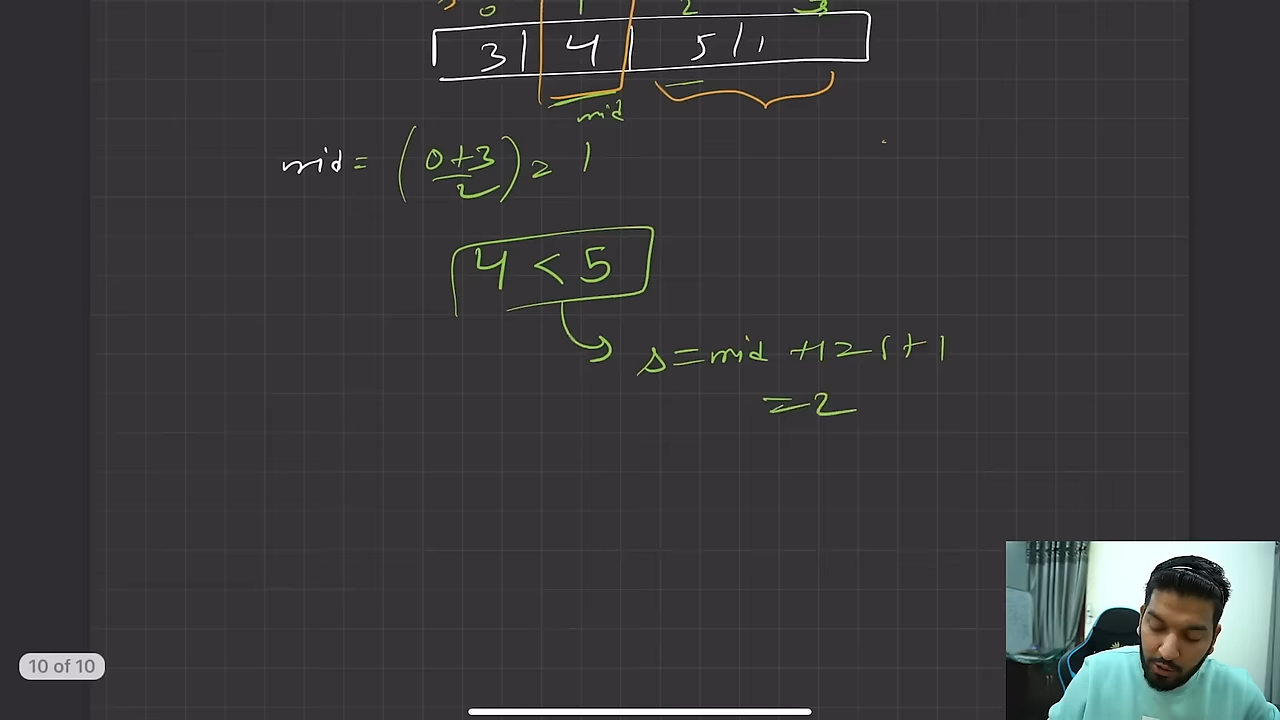 0 1 2 3
3 | 4 | 5 | 1
mid
mid = (0+3/2) = 1
4 < 5
s = mid + 1 = 1 + 1
= 2
10 of 10